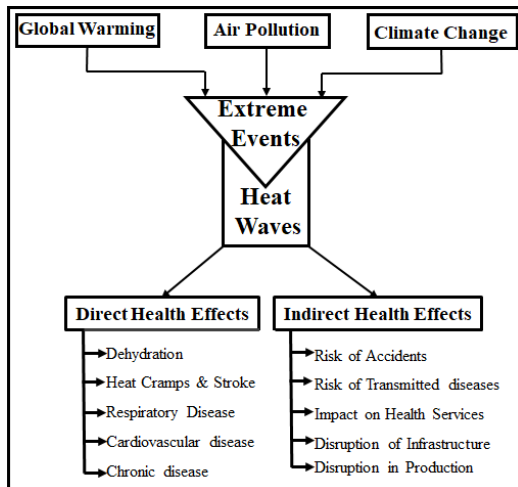 Global Warming
Air Pollution
Climate Change
Extreme
Events
Heat
Waves
Direct Health Effects
Dehydration
Heat Cramps & Stroke
Respiratory Disease
Cardiovascular disease
Chronic disease
Indirect Health Effects
Risk of Accidents
Risk of Transmitted diseases
Impact on Health Services
Disruption of Infrastructure
Disruption in Production